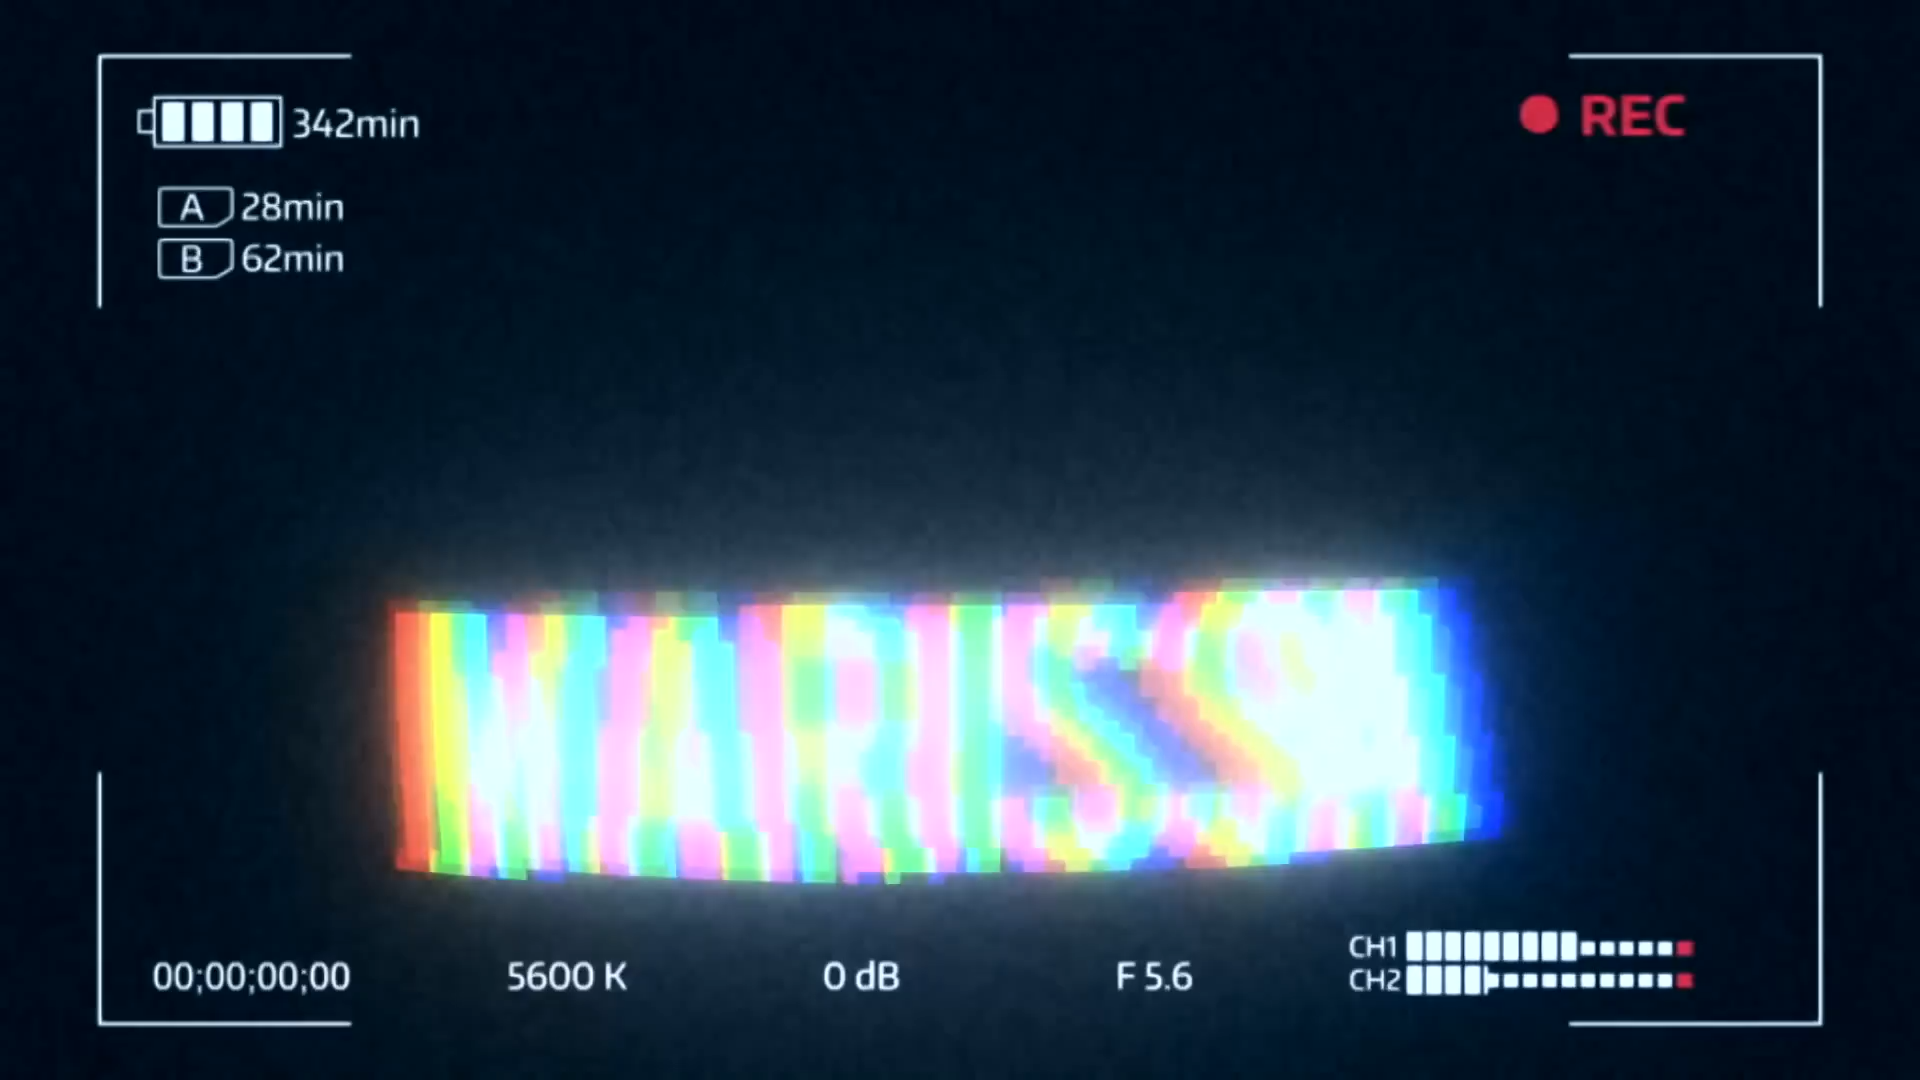 342min
REC
A 28min
B 62min
00;00;00;00 5600 K 0 dB F 5.6
CH1
CH2